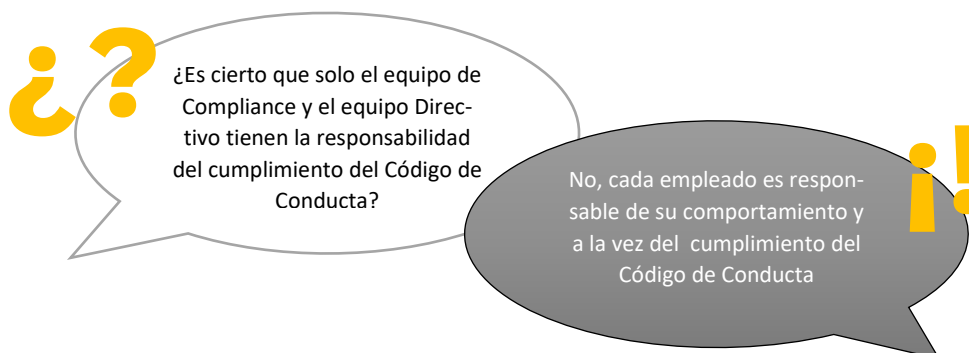 ¿?
¿Es cierto que solo el equipo de
Compliance y el equipo Direc-
tivo tienen la responsabilidad
del cumplimiento del Código de
Conducta?
¡!
No, cada empleado es respon-
sable de su comportamiento y
a la vez del  cumplimiento del
Código de Conducta